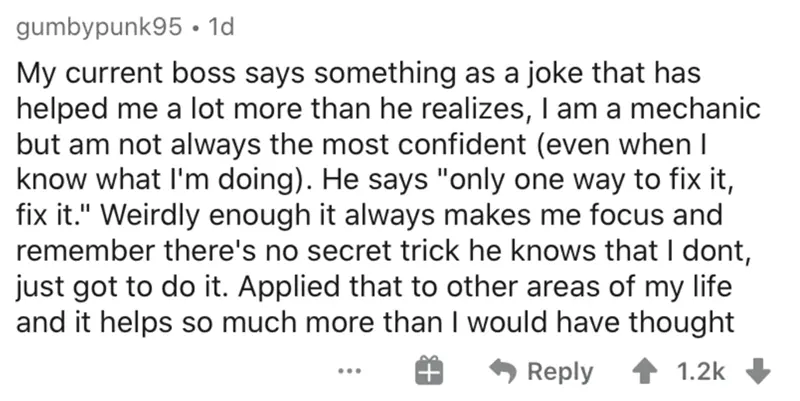 gumbypunk95 • 1d
My current boss says something as a joke that has
helped me a lot more than he realizes, I am a mechanic
but am not always the most confident (even when I
know what I'm doing). He says "only one way to fix it,
fix it." Weirdly enough it always makes me focus and
remember there's no secret trick he knows that I dont,
just got to do it. Applied that to other areas of my life
and it helps so much more than I would have thought
... Reply 1.2k